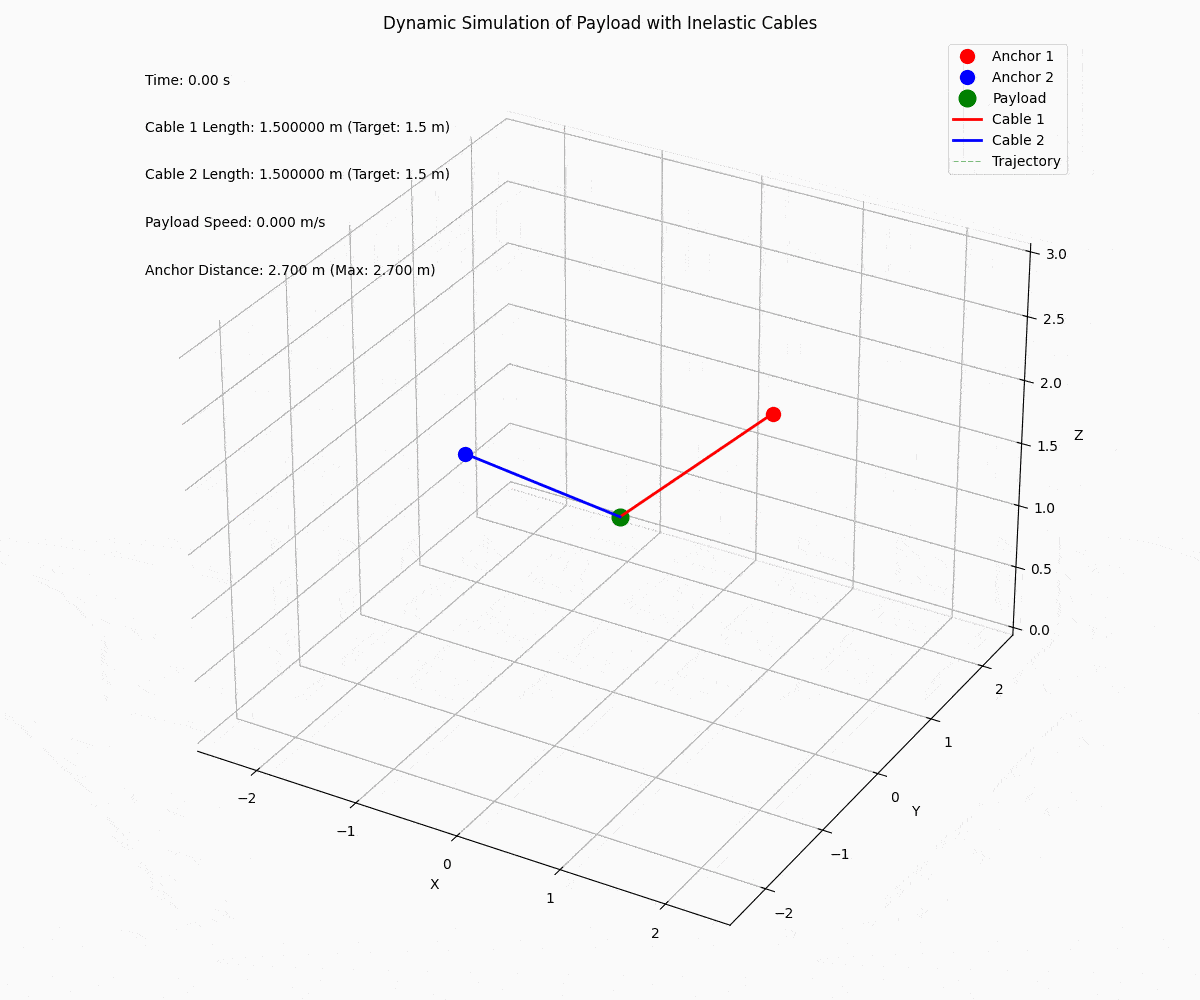 Dynamic Simulation of Payload with Inelastic Cables
Time: 0.00 s
Cable 1 Length: 1.500000 m (Target: 1.5 m)
Cable 2 Length: 1.500000 m (Target: 1.5 m)
Payload Speed: 0.000 m/s
Anchor Distance: 2.700 m (Max: 2.700 m)
Anchor 1
Anchor 2
Payload
Cable 1
Cable 2
Trajectory
3.0
2.5
2.0
1.5
1.0
0.5
0.0
Z
2
1
0
−1
−2
Y
−2
−1
0
1
2
X